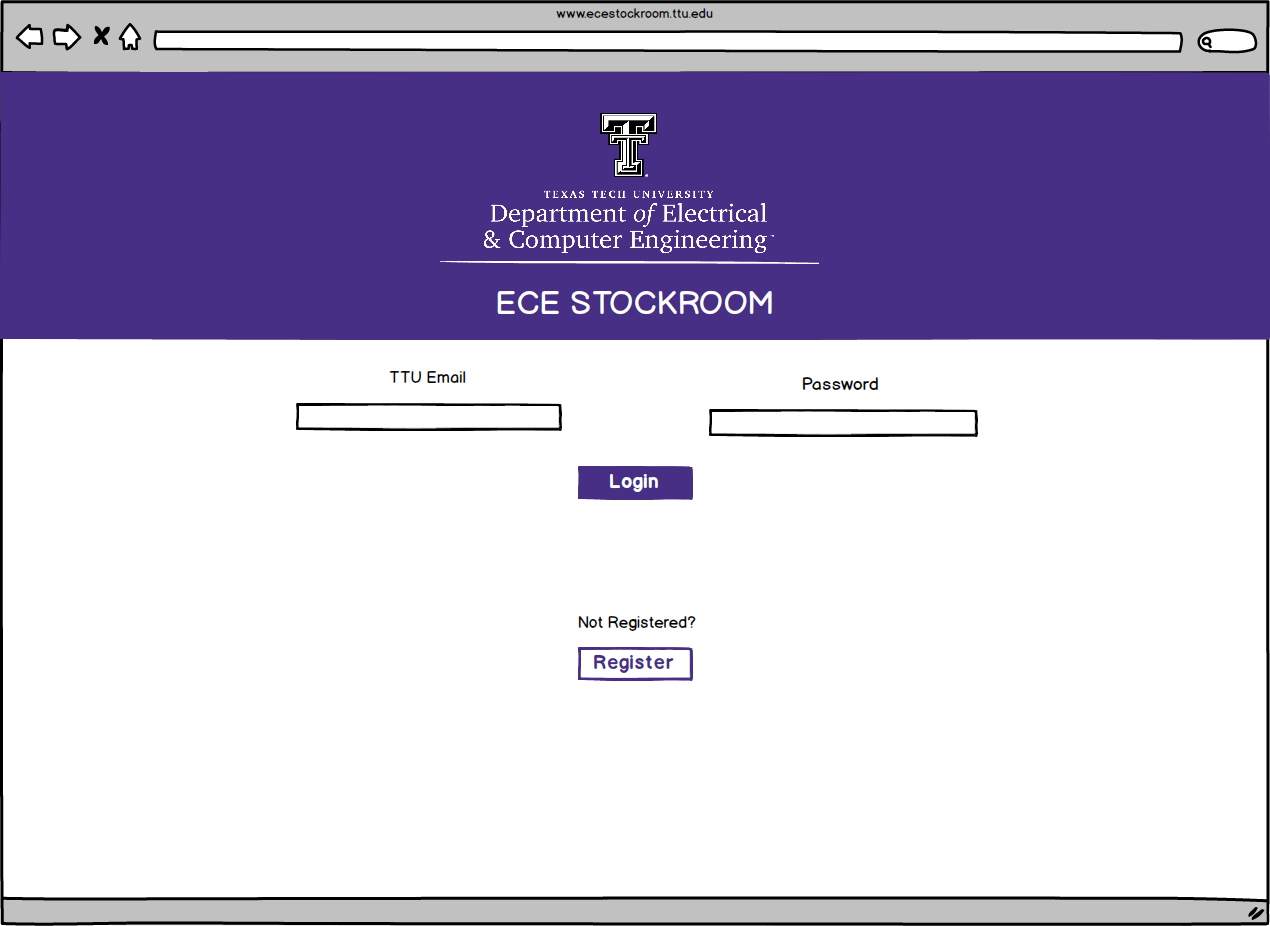 www.ecestockroom.ttu.edu
TEXAS TECH UNIVERSITY
Department of Electrical
& Computer Engineering
ECE STOCKROOM
TTU Email
Password
Login
Not Registered?
Register